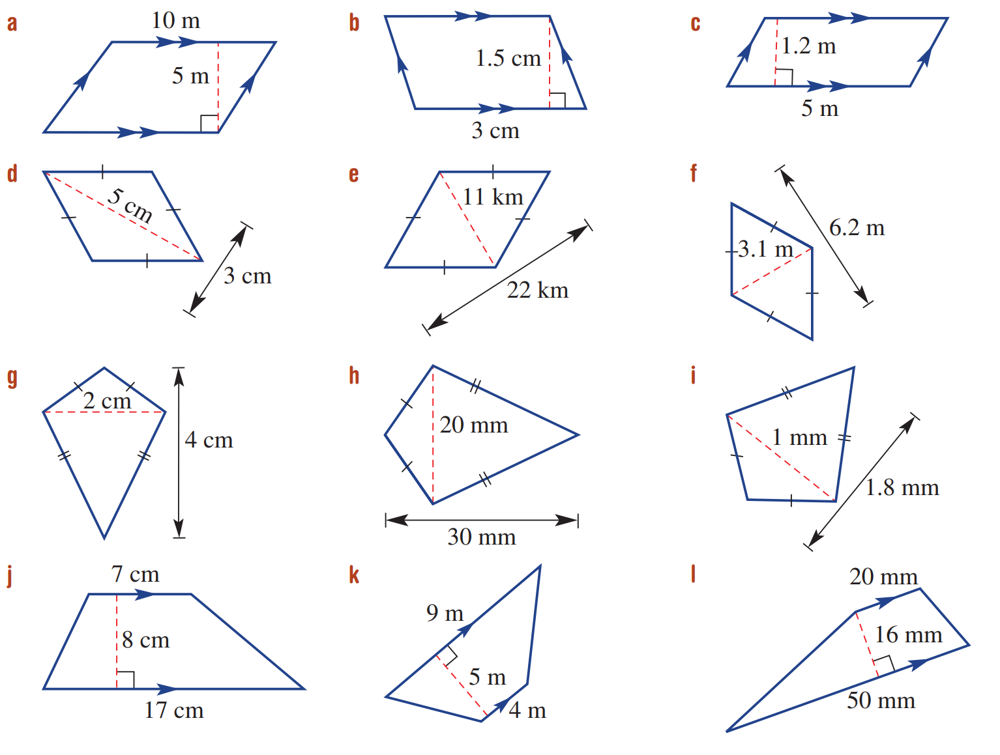 a
10 m
5 m
b
1.5 cm
3 cm
c
1.2 m
5 m
d
5 cm
3 cm
e
11 km
22 km
f
3.1 m
6.2 m
g
2 cm
4 cm
h
20 mm
30 mm
i
1 mm
1.8 mm
j
7 cm
8 cm
17 cm
k
9 m
5 m
4 m
l
20 mm
16 mm
50 mm